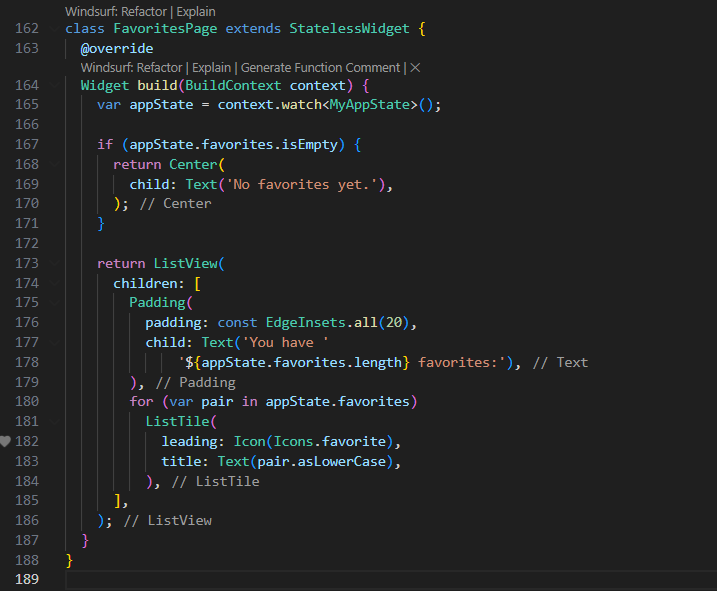 Windsurf: Refactor | Explain
162 class FavoritesPage extends StatelessWidget {
163   @override
Windsurf: Refactor | Explain | Generate Function Comment | ×
164   Widget build(BuildContext context) {
165     var appState = context.watch<MyAppState>();
166
167     if (appState.favorites.isEmpty) {
168       return Center(
169         child: Text('No favorites yet.'),
170       ); // Center
171     }
172
173     return ListView(
174       children: [
175         Padding(
176           padding: const EdgeInsets.all(20),
177           child: Text('You have '
178               '${appState.favorites.length} favorites:'), // Text
179         ), // Padding
180         for (var pair in appState.favorites)
181           ListTile(
182             leading: Icon(Icons.favorite),
183             title: Text(pair.asLowerCase),
184           ), // ListTile
185       ],
186     ); // ListView
187   }
188 }
189